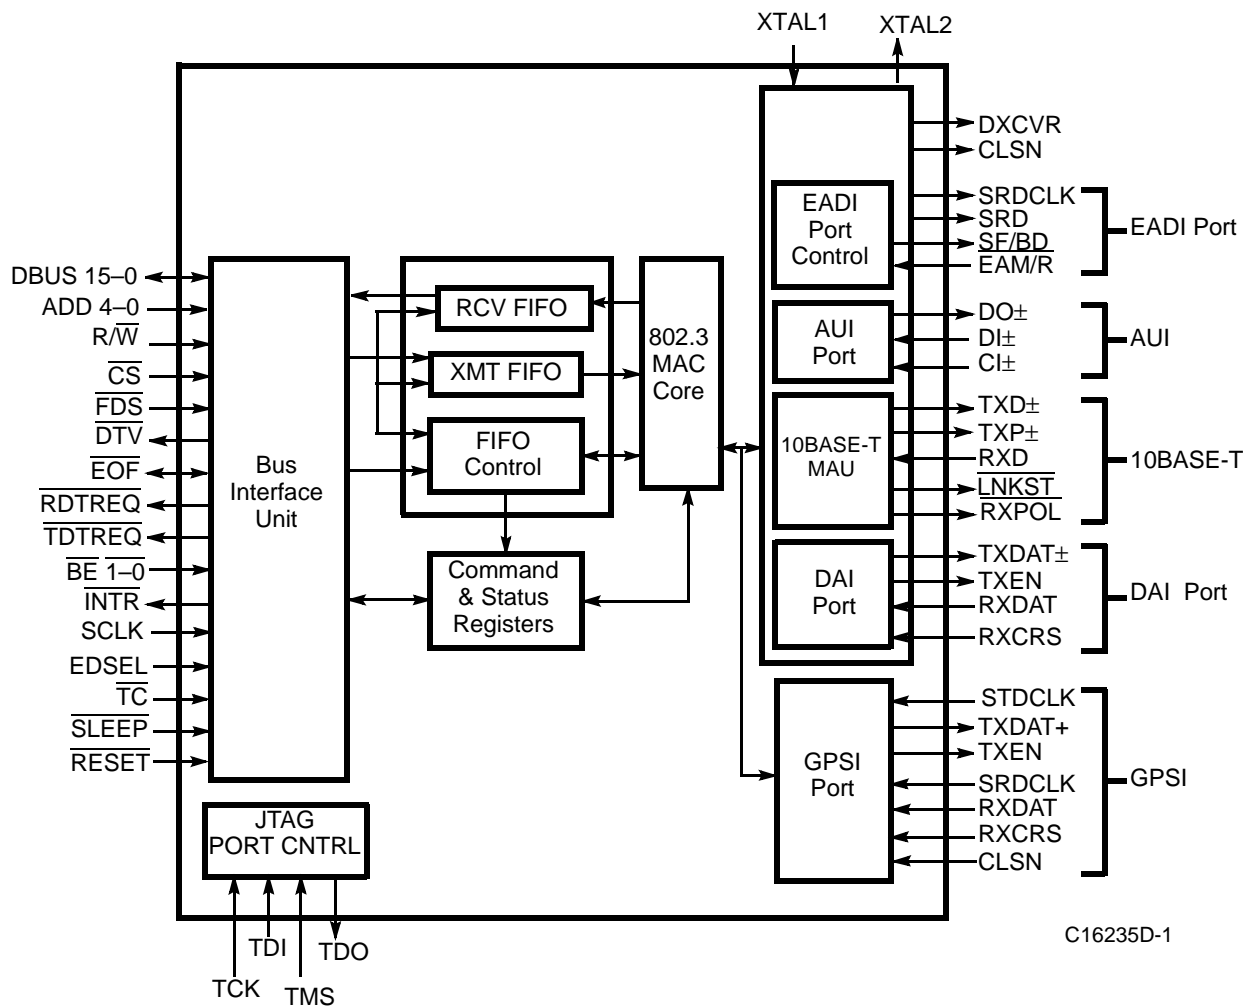 XTAL1
XTAL2
DXCVR
CLSN
EADI
Port
Control
SRDCLK
SRD
SF/BD
EAM/R
EADI Port
DBUS 15–0
ADD 4–0
R/W
CS
FDS
DTV
EOF
RDTREQ
TDTREQ
BE 1–0
INTR
SCLK
EDSEL
TC
SLEEP
RESET
Bus
Interface
Unit
RCV FIFO
XMT FIFO
FIFO
Control
Command
& Status
Registers
802.3
MAC
Core
AUI
Port
DO±
DI±
CI±
AUI
10BASE-T
MAU
TXD±
TXP±
RXD
LNKST
RXPOL
10BASE-T
DAI
Port
TXDAT±
TXEN
RXDAT
RXCRS
DAI Port
GPSI
Port
STDCLK
TXDAT+
TXEN
SRDCLK
RXDAT
RXCRS
CLSN
GPSI
JTAG
PORT CNTRL
TCK
TDI
TMS
TDO
C16235D-1